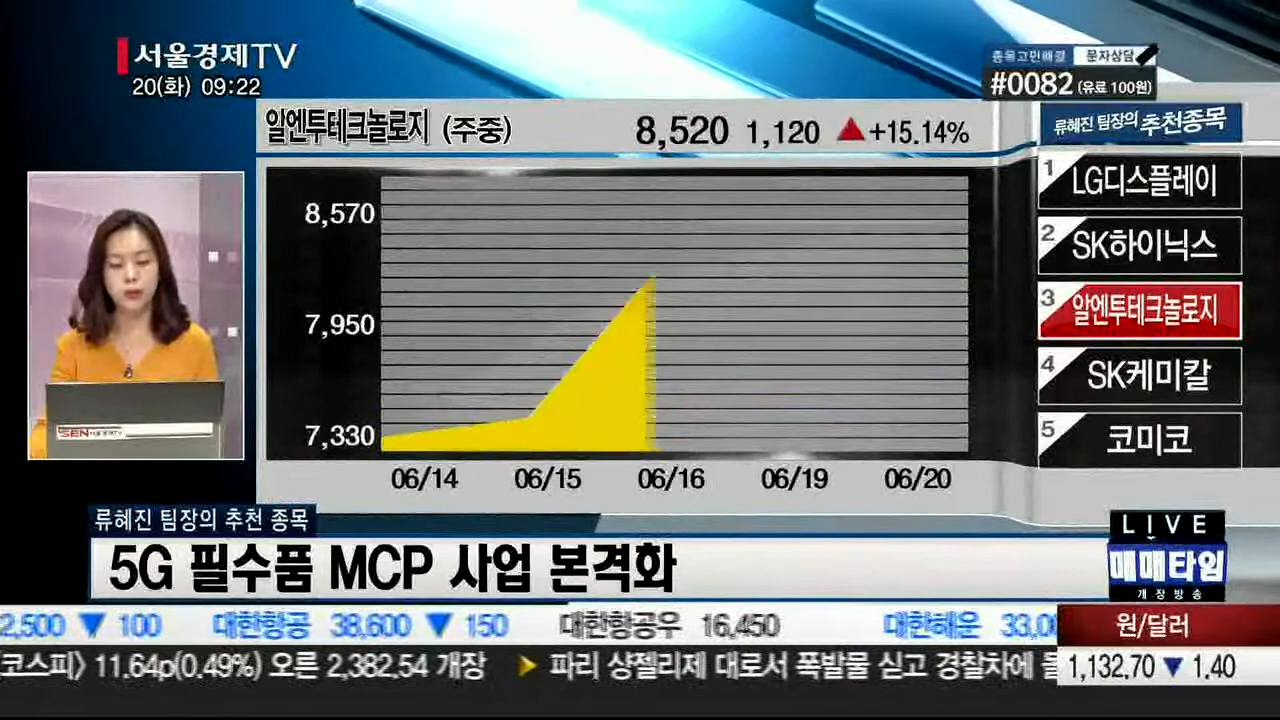 서울경제TV
20(화) 09:22
종목고민해결 문자상담
#0082 (유료 100원)
알엔투테크놀로지 (주중) 8,520 1,120 ▲+15.14%
류혜진 팀장의 추천종목
1 LG디스플레이
2 SK하이닉스
3 알엔투테크놀로지
4 SK케미칼
5 코미코
8,570
7,950
7,330
06/14 06/15 06/16 06/19 06/20
SEN 서울경제TV
류혜진 팀장의 추천 종목
5G 필수품 MCP 사업 본격화
LIVE
매매타임
개장방송
2,500 ▼ 100 대한항공 38,600 ▼ 150 대한항공우 16,450 대한해운 33,0
원/달러
코스피〉 11.64p(0.49%) 오른 2,382.54 개장 ▶ 파리 샹젤리제 대로서 폭발물 싣고 경찰차에
1,132.70 ▼ 1.40